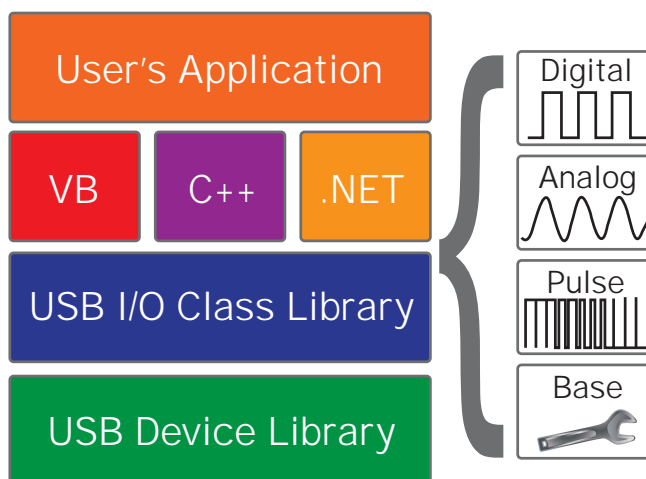 User's Application
VB
C++
.NET
USB I/O Class Library
USB Device Library
Digital
Analog
Pulse
Base